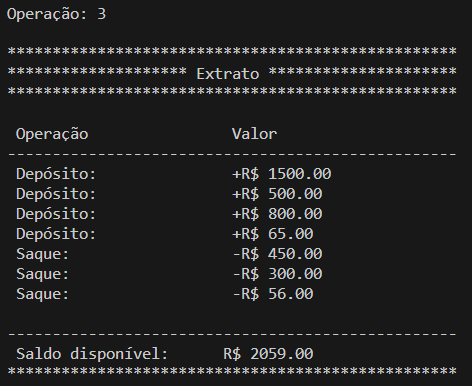 Operação: 3
**************************************************
******************** Extrato *********************
**************************************************
Operação                Valor
--------------------------------------------------
Depósito:               +R$ 1500.00
Depósito:               +R$ 500.00
Depósito:               +R$ 800.00
Depósito:               +R$ 65.00
Saque:                  -R$ 450.00
Saque:                  -R$ 300.00
Saque:                  -R$ 56.00
--------------------------------------------------
Saldo disponível:      R$ 2059.00
**************************************************